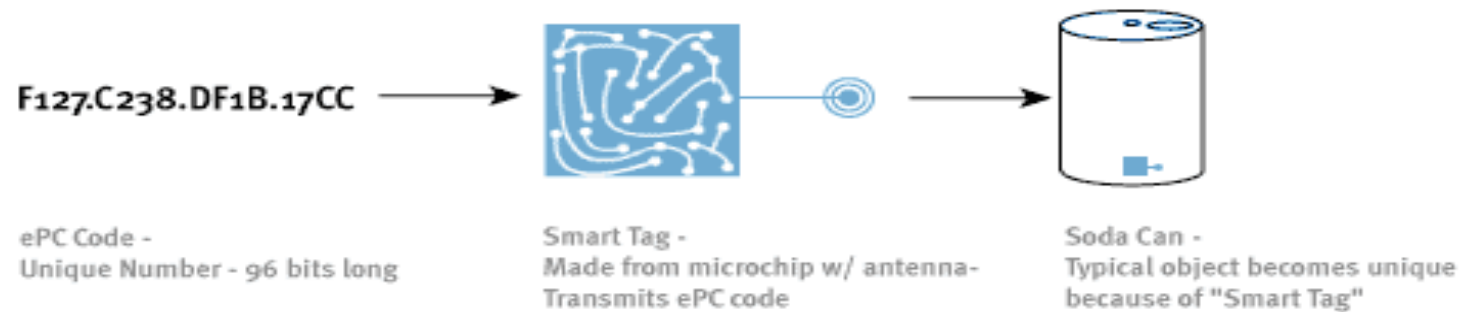 F127.C238.DF1B.17CC
ePC Code -
Unique Number - 96 bits long
Smart Tag -
Made from microchip w/ antenna-
Transmits ePC code
Soda Can -
Typical object becomes unique
because of "Smart Tag"